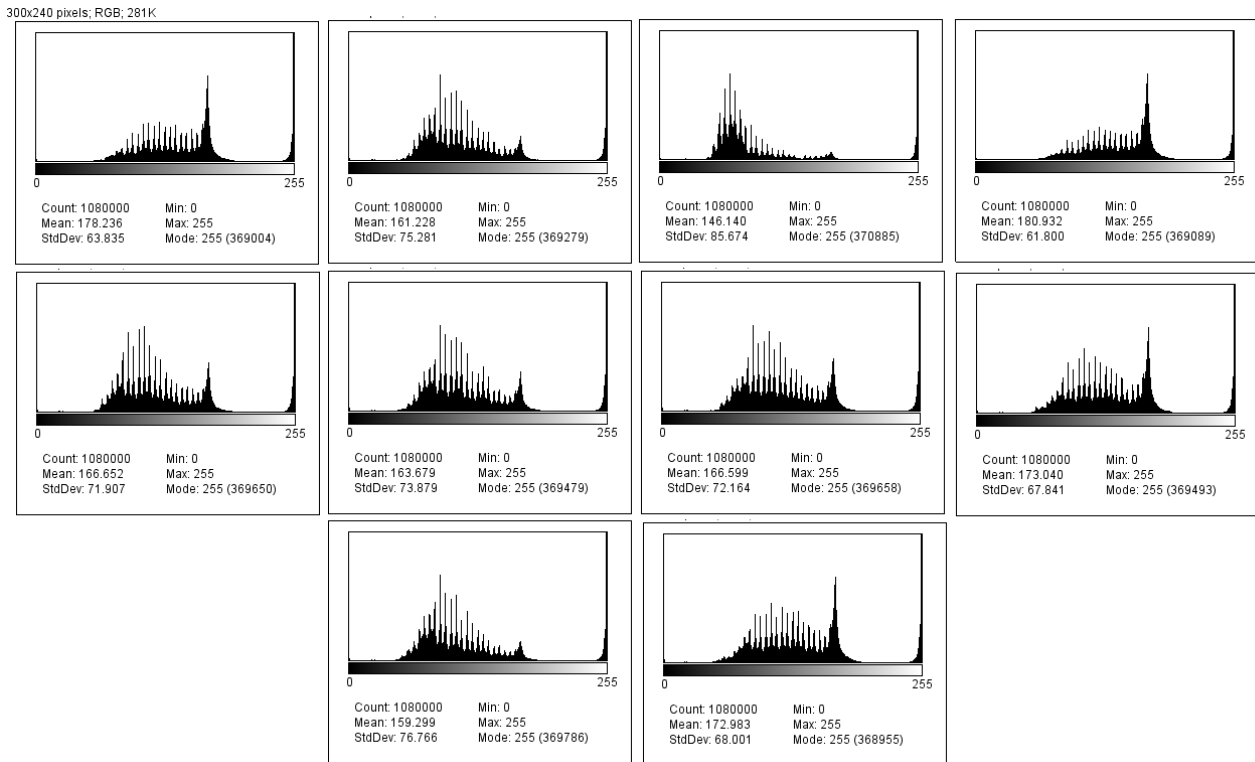 300x240 pixels; RGB; 281K
0 255
Count: 1080000 Min: 0
Mean: 178.236 Max: 255
StdDev: 63.835 Mode: 255 (369004)
0 255
Count: 1080000 Min: 0
Mean: 161.228 Max: 255
StdDev: 75.281 Mode: 255 (369279)
0 255
Count: 1080000 Min: 0
Mean: 146.140 Max: 255
StdDev: 85.674 Mode: 255 (370885)
0 255
Count: 1080000 Min: 0
Mean: 180.932 Max: 255
StdDev: 61.800 Mode: 255 (369089)
0 255
Count: 1080000 Min: 0
Mean: 166.652 Max: 255
StdDev: 71.907 Mode: 255 (369650)
0 255
Count: 1080000 Min: 0
Mean: 163.679 Max: 255
StdDev: 73.879 Mode: 255 (369479)
0 255
Count: 1080000 Min: 0
Mean: 166.599 Max: 255
StdDev: 72.164 Mode: 255 (369658)
0 255
Count: 1080000 Min: 0
Mean: 173.040 Max: 255
StdDev: 67.841 Mode: 255 (369493)
0 255
Count: 1080000 Min: 0
Mean: 159.299 Max: 255
StdDev: 76.766 Mode: 255 (369786)
0 255
Count: 1080000 Min: 0
Mean: 172.983 Max: 255
StdDev: 68.001 Mode: 255 (368955)